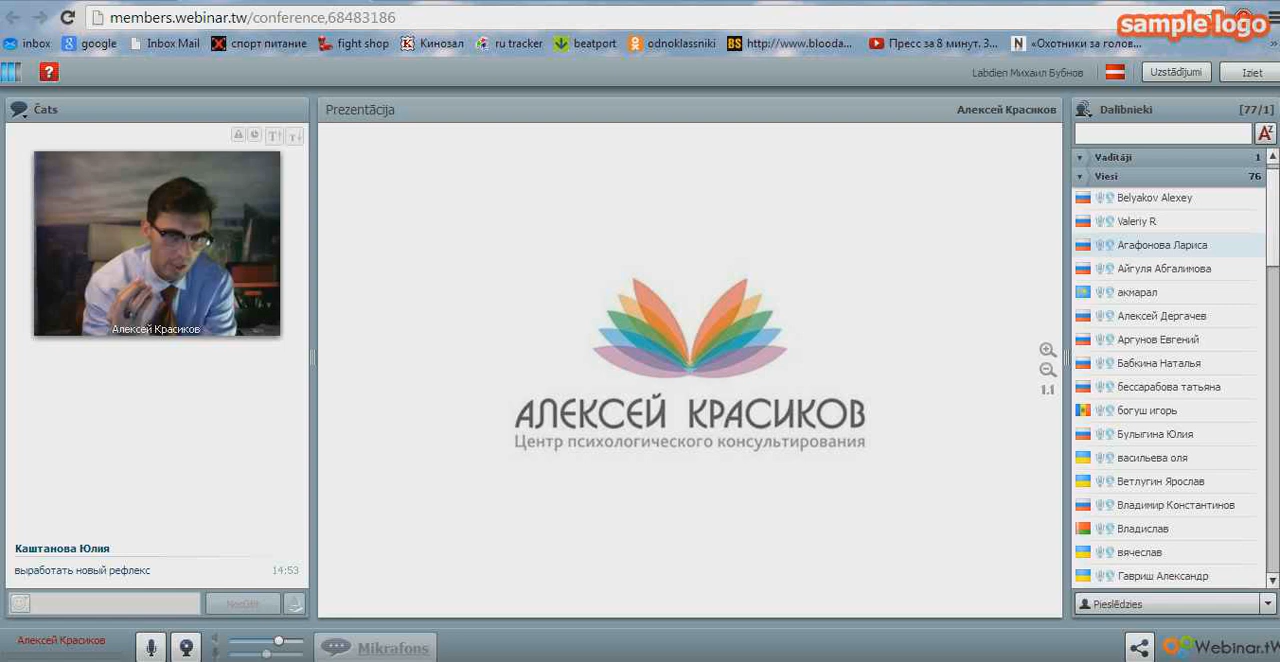 members.webinar.tw/conference,68483186
sample logo
inbox google Inbox Mail спорт питание fight shop Кинозал ru tracker beatport odnoklassniki http://www.blooda... Пресс за 8 минут. З... «Охотники за голов... »
Labdien Михаил Бубнов Uzstādījumi Iziet
Čats
Prezentācija
Алексей Красиков
Dalībnieki [77/1]
Vadītāji 1
Viesi 76
Belyakov Alexey
Valeriy R
Агафонова Лариса
Айгуля Абгалимова
акмарал
Алексей Дергачев
Аргунов Евгений
Бабкина Наталья
бессарабова татьяна
богуш игорь
Булыгина Юлия
васильева оля
Ветлугин Ярослав
Владимир Константинов
Владислав
вячеслав
Гавриш Александр
Pieslēdzies
Алексей Красиков
1:1
АЛЕКСЕЙ КРАСИКОВ
Центр психологического консультирования
Каштанова Юлия
выработать новый рефлекс 14:53
Nosūtīt
Алексей Красиков
Mikrafons
Webinar.tw